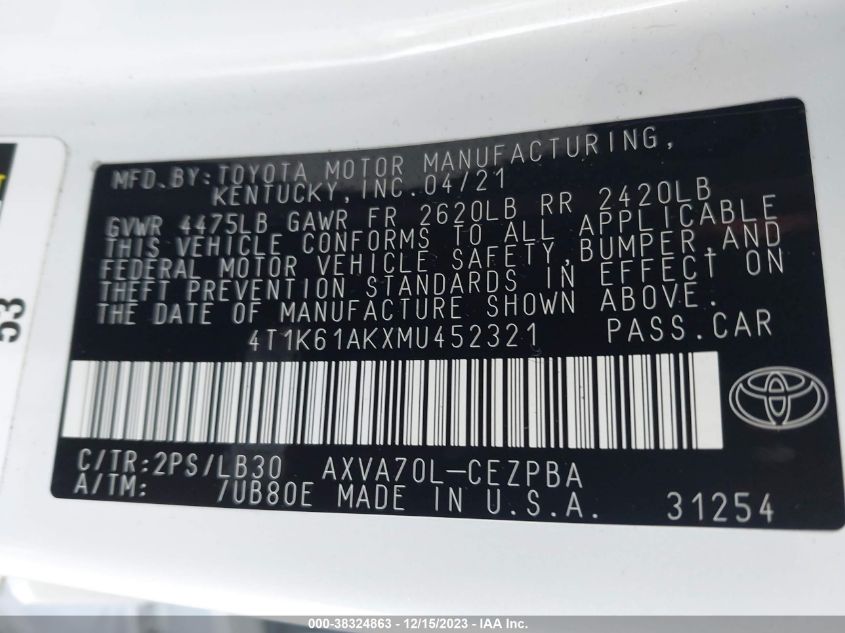 MFD.BY:TOYOTA MOTOR MANUFACTURING,
KENTUCKY,INC.04/21
GVWR 4475LB GAWR FR 2620LB RR 2420LB
THIS VEHICLE CONFORMS TO ALL APPLICABLE
FEDERAL MOTOR VEHICLE SAFETY,BUMPER,AND
THEFT PREVENTION STANDARDS IN EFFECT ON
THE DATE OF MANUFACTURE SHOWN ABOVE.
4T1K61AKXMU452321 PASS.CAR
C/TR:2PS/LB30 AXVA70L-CEZPBA
A/TM: /UB80E MADE IN U.S.A. 31254
53
000-38324863 - 12/15/2023 - IAA Inc.